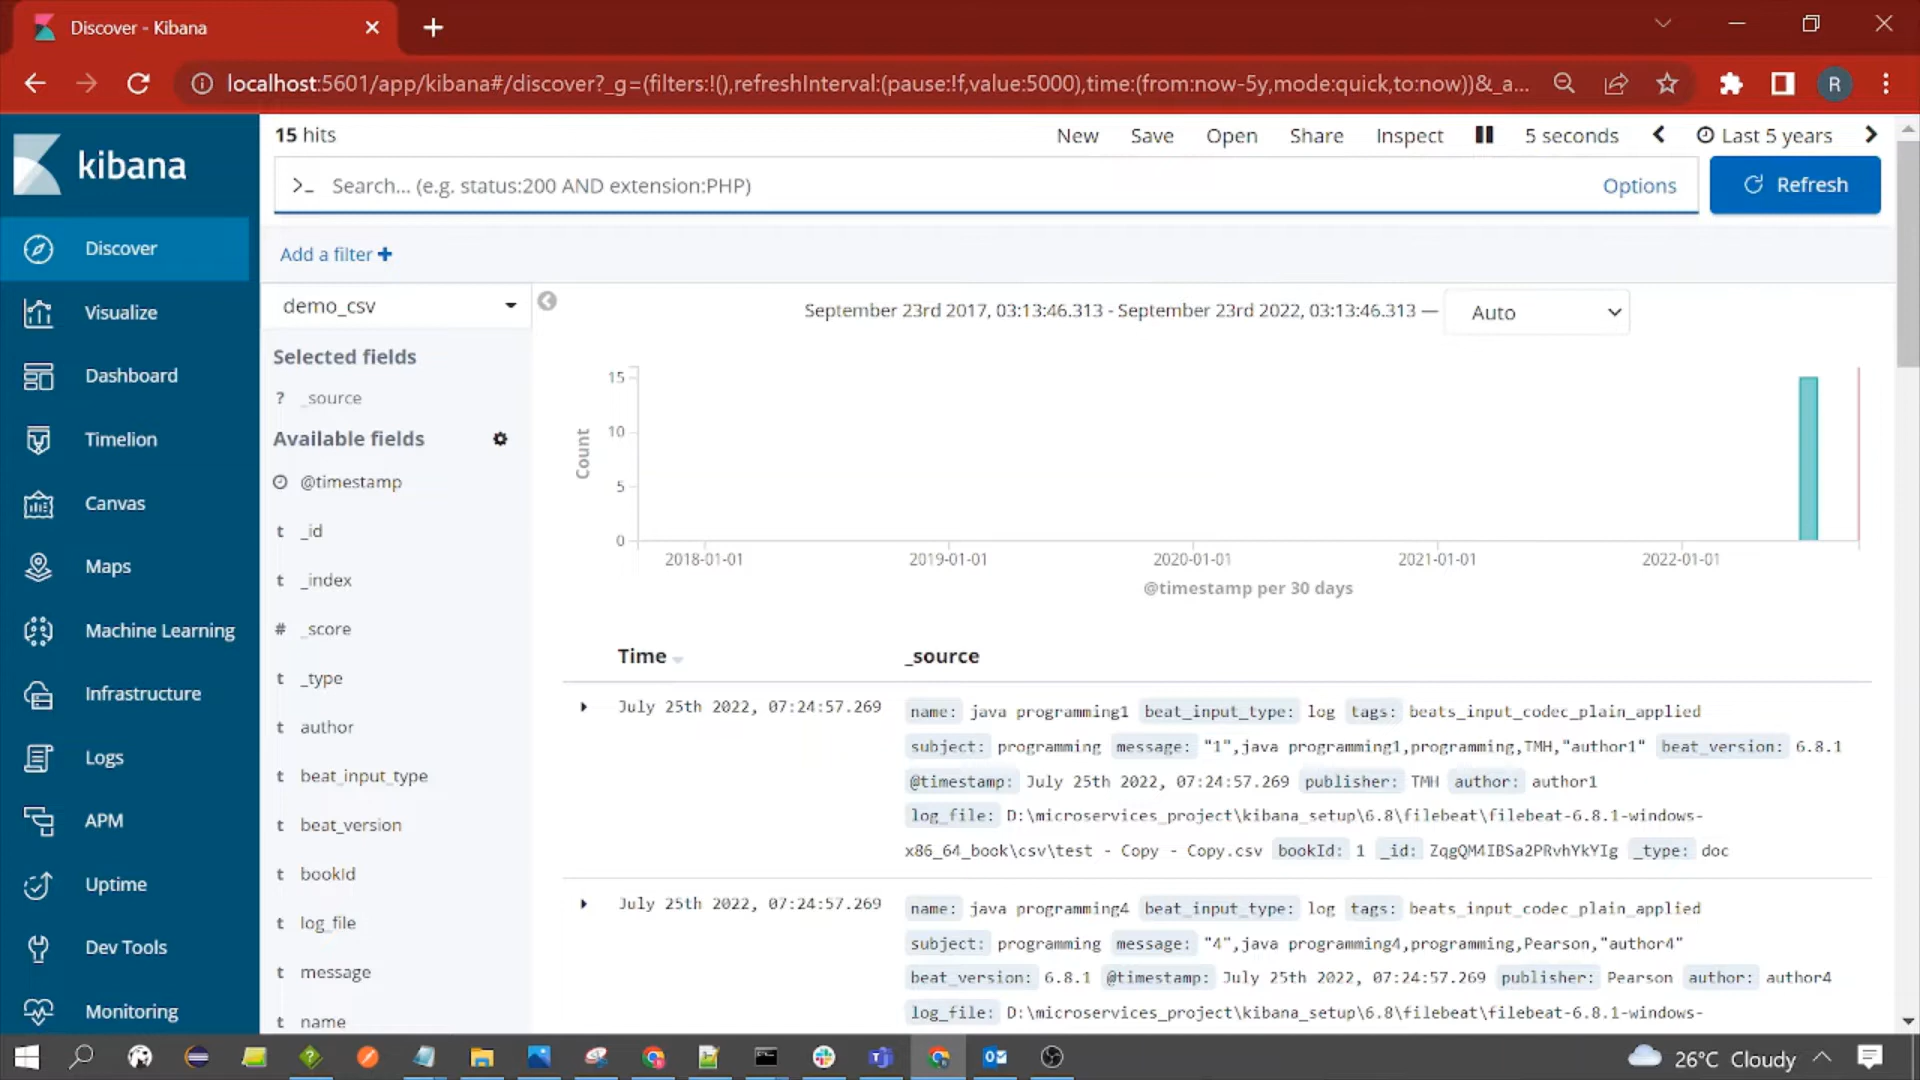 Discover - Kibana
localhost:5601/app/kibana#/discover?_g=(filters:!(),refreshInterval:(pause:!f,value:5000),time:(from:now-5y,mode:quick,to:now))&_a...
R
kibana
Discover
Visualize
Dashboard
Timelion
Canvas
Maps
Machine Learning
Infrastructure
Logs
APM
Uptime
Dev Tools
Monitoring
15 hits
New Save Open Share Inspect 5 seconds Last 5 years
>_ Search... (e.g. status:200 AND extension:PHP) Options Refresh
Add a filter +
demo_csv
Selected fields
? _source
Available fields
@timestamp
t _id
t _index
# _score
t _type
t author
t beat_input_type
t beat_version
t bookId
t log_file
t message
t name
September 23rd 2017, 03:13:46.313 - September 23rd 2022, 03:13:46.313 — Auto
Count
15
10
5
0
2018-01-01 2019-01-01 2020-01-01 2021-01-01 2022-01-01
@timestamp per 30 days
Time _source
July 25th 2022, 07:24:57.269 name: java programming1 beat_input_type: log tags: beats_input_codec_plain_applied
subject: programming message: "1",java programming1,programming,TMH,"author1" beat_version: 6.8.1
@timestamp: July 25th 2022, 07:24:57.269 publisher: TMH author: author1
log_file: D:\microservices_project\kibana_setup\6.8\filebeat\filebeat-6.8.1-windows-
x86_64_book\csv\test - Copy - Copy.csv bookId: 1 _id: ZqgQM4IBSa2PRvhYkYIg _type: doc
July 25th 2022, 07:24:57.269 name: java programming4 beat_input_type: log tags: beats_input_codec_plain_applied
subject: programming message: "4",java programming4,programming,Pearson,"author4"
beat_version: 6.8.1 @timestamp: July 25th 2022, 07:24:57.269 publisher: Pearson author: author4
log_file: D:\microservices_project\kibana_setup\6.8\filebeat\filebeat-6.8.1-windows-
26°C Cloudy